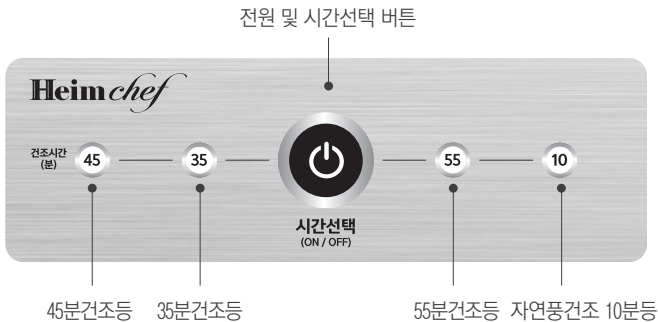 전원 및 시간선택 버튼
Heimchef
건조시간
(분)
45
35
55
10
시간선택
(ON / OFF)
45분건조등
35분건조등
55분건조등
자연풍건조 10분등